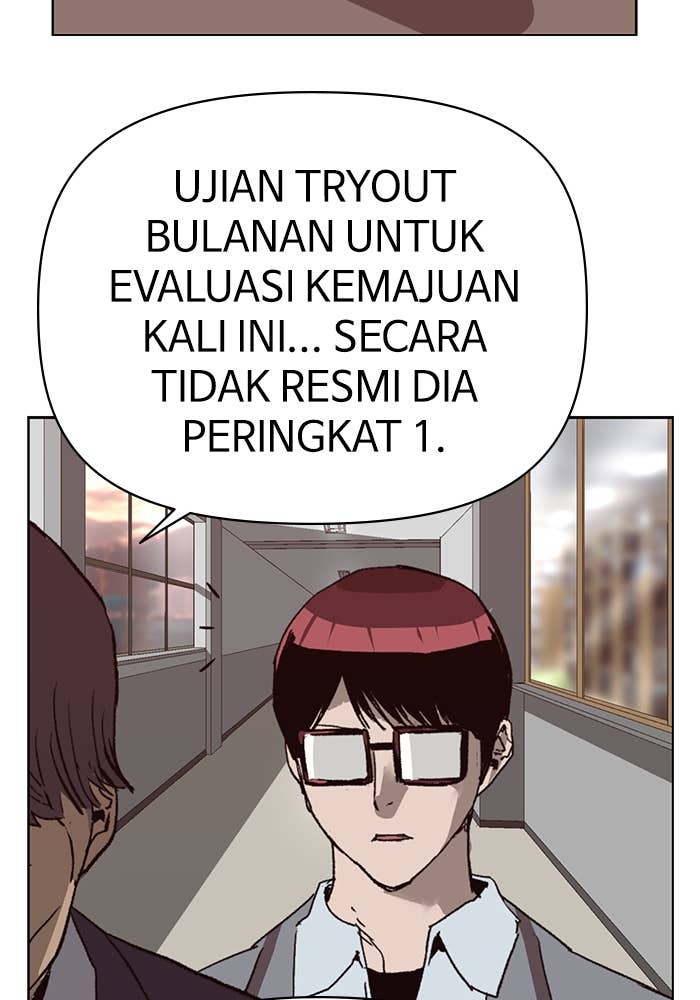 UJIAN TRYOUT
BULANAN UNTUK
EVALUASI KEMAJUAN
KALI INI... SECARA
TIDAK RESMI DIA
PERINGKAT 1.